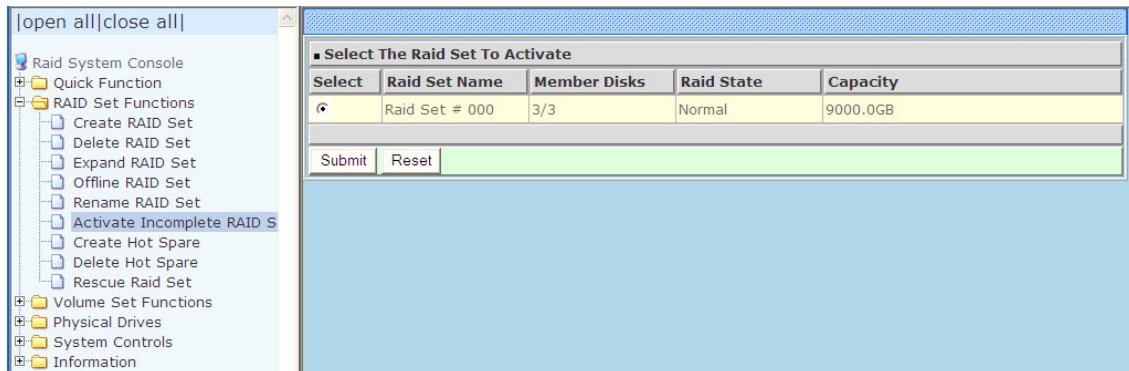 |open all|close all|
Raid System Console
Quick Function
RAID Set Functions
Create RAID Set
Delete RAID Set
Expand RAID Set
Offline RAID Set
Rename RAID Set
Activate Incomplete RAID S
Create Hot Spare
Delete Hot Spare
Rescue Raid Set
Volume Set Functions
Physical Drives
System Controls
Information
Select The Raid Set To Activate
Select Raid Set Name Member Disks Raid State Capacity
Raid Set # 000 3/3 Normal 9000.0GB
Submit Reset